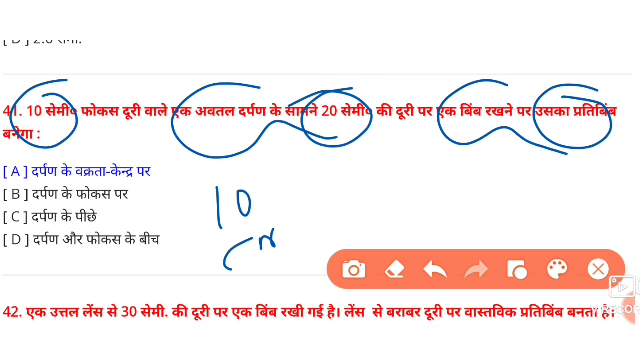 [ D ] 2.0 सेमी.
41. 10 सेमी० फोकस दूरी वाले एक अवतल दर्पण के सामने 20 सेमी० की दूरी पर एक बिंब रखने पर उसका प्रतिबिंब
बनेगा :
[ A ] दर्पण के वक्रता-केन्द्र पर
[ B ] दर्पण के फोकस पर
[ C ] दर्पण के पीछे
[ D ] दर्पण और फोकस के बीच
10
42. एक उत्तल लेंस से 30 सेमी. की दूरी पर एक बिंब रखी गई है। लेंस से बराबर दूरी पर वास्तविक प्रतिबिंब बनता है।